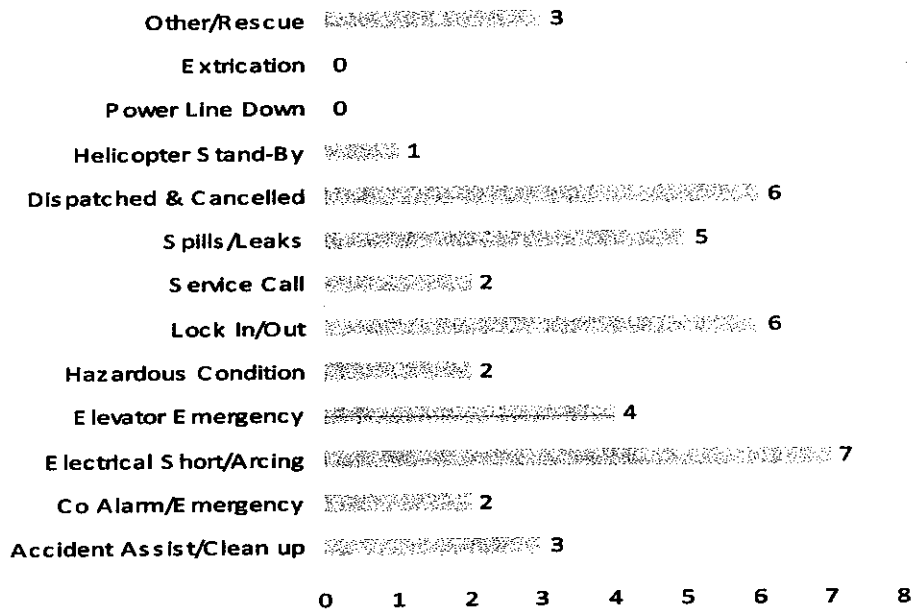 Other/Rescue 3
Extrication 0
Power Line Down 0
Helicopter Stand-By 1
Dispatched & Cancelled 6
Spills/Leaks 5
Service Call 2
Lock In/Out 6
Hazardous Condition 2
Elevator Emergency 4
Electrical Short/Arcing 7
Co Alarm/Emergency 2
Accident Assist/Clean up 3
0 1 2 3 4 5 6 7 8